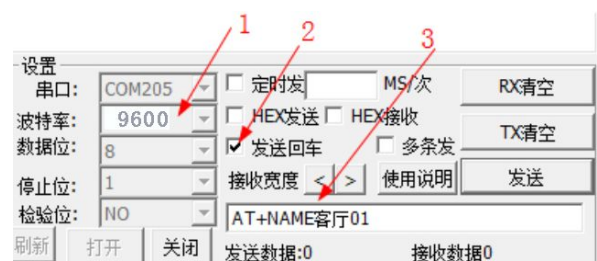 1 2 3
设置
串口: COM205 定时发 MS/次 RX清空
波特率: 9600 HEX发送 HEX接收
数据位: 8 发送回车 多条发 TX清空
停止位: 1 接收宽度 < > 使用说明 发送
检验位: NO AT+NAME客厅01
刷新 打开 关闭 发送数据:0 接收数据0